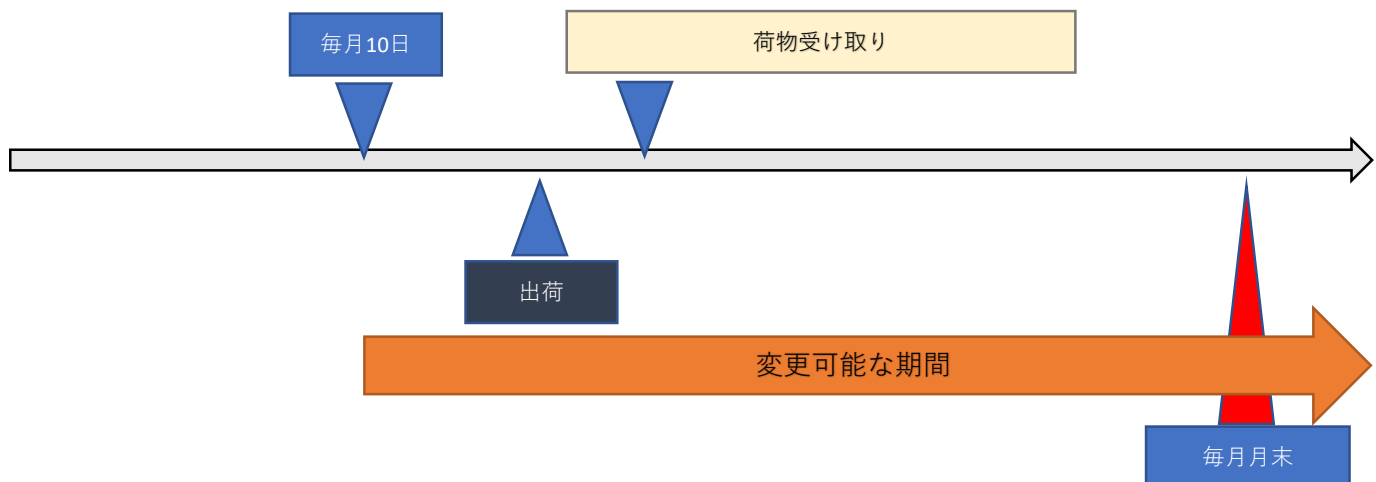 毎月10日
荷物受け取り
出荷
変更可能な期間
毎月月末